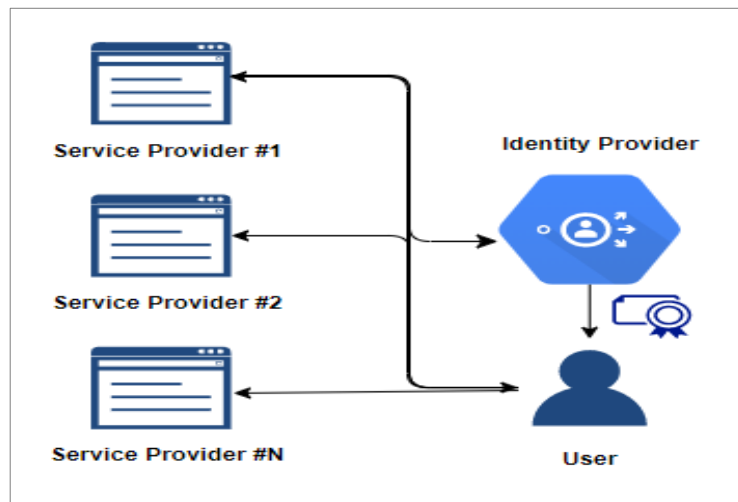 Service Provider #1
Identity Provider
Service Provider #2
Service Provider #N
User